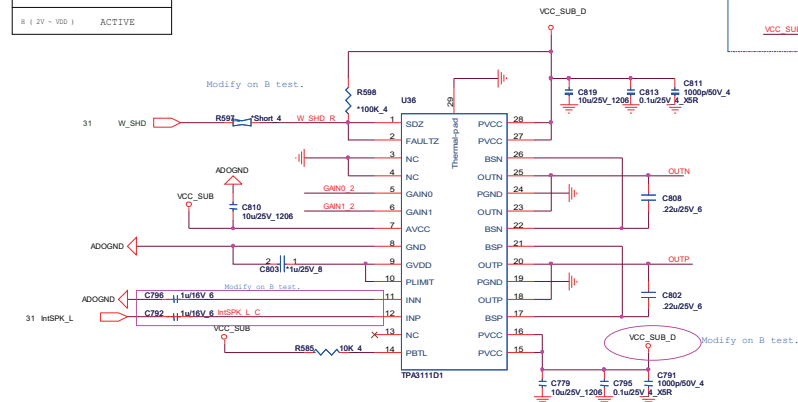 VCC_SUB_D
H ( 2V - VDD ) ACTIVE
VCC_SU
Modify on B test.
R598
*100K_4
U36
29
Thermal-pad
C819
10u/25V_1206
C813
0.1u/25V_4_X5R
C811
1000p/50V_4
31 W_SHD
R597 *Short_4
W_SHD_R
1 SDZ
2 FAULTZ
3 NC
4 NC
5 GAIN0
6 GAIN1
7 AVCC
8 GND
9 GVDD
10 PLIMIT
11 INN
12 INP
13 NC
14 PBTL
PVCC 28
PVCC 27
BSN 26
OUTN 25
PGND 24
OUTN 23
BSN 22
BSP 21
OUTP 20
PGND 19
OUTP 18
BSP 17
PVCC 16
PVCC 15
TPA3111D1
ADOGND
VCC_SUB
C810
10u/25V_1206
GAIN0_2
GAIN1_2
ADOGND
2 1
C803 *1u/25V_8
Modify on B test.
ADOGND
C796 1u/16V_6
31 IntSPK_L
C792 1u/16V_6
IntSPK_L_C
VCC_SUB
R585 10K_4
OUTN
C808
.22u/25V_6
OUTP
C802
.22u/25V_6
VCC_SUB_D
Modify on B test.
C779
10u/25V_1206
C795
0.1u/25V_4_X5R
C791
1000p/50V_4